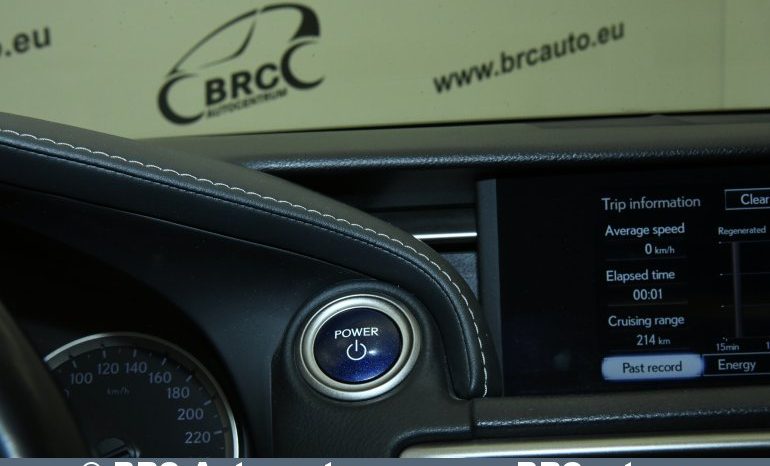 .eu
BRC
AUTOCENTRUM
www.brcauto.eu
Trip information
Clear
Average speed
Regenerated
0 km/h
Elapsed time
00:01
Cruising range
214 km
15min
Past record
Energy
POWER
100 120 140 160 180 200 220
km/h